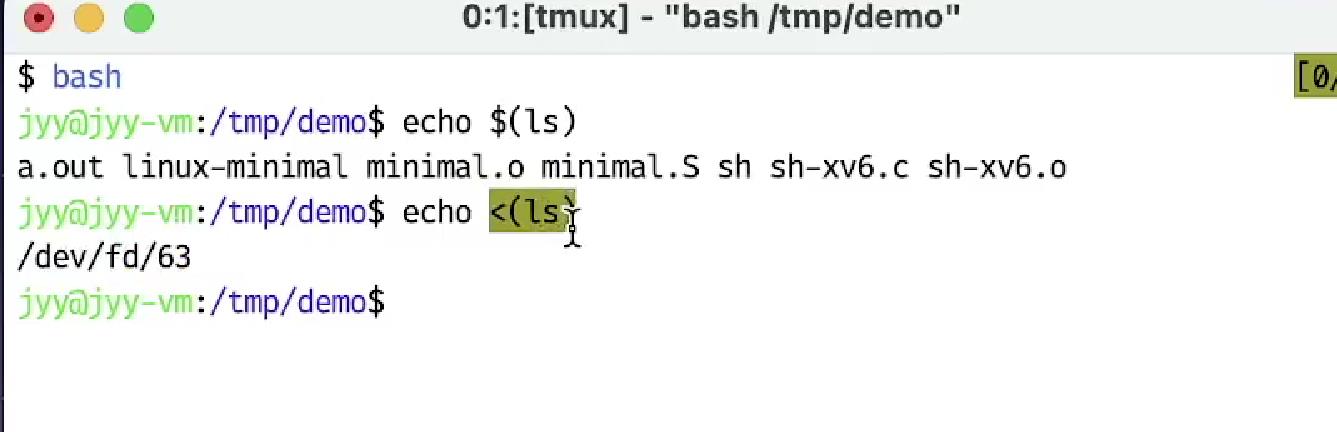 0:1:[tmux] - "bash /tmp/demo"
$ bash
[0/
jyy@jyy-vm:/tmp/demo$ echo $(ls)
a.out linux-minimal minimal.o minimal.S sh sh-xv6.c sh-xv6.o
jyy@jyy-vm:/tmp/demo$ echo <(ls)
/dev/fd/63
jyy@jyy-vm:/tmp/demo$